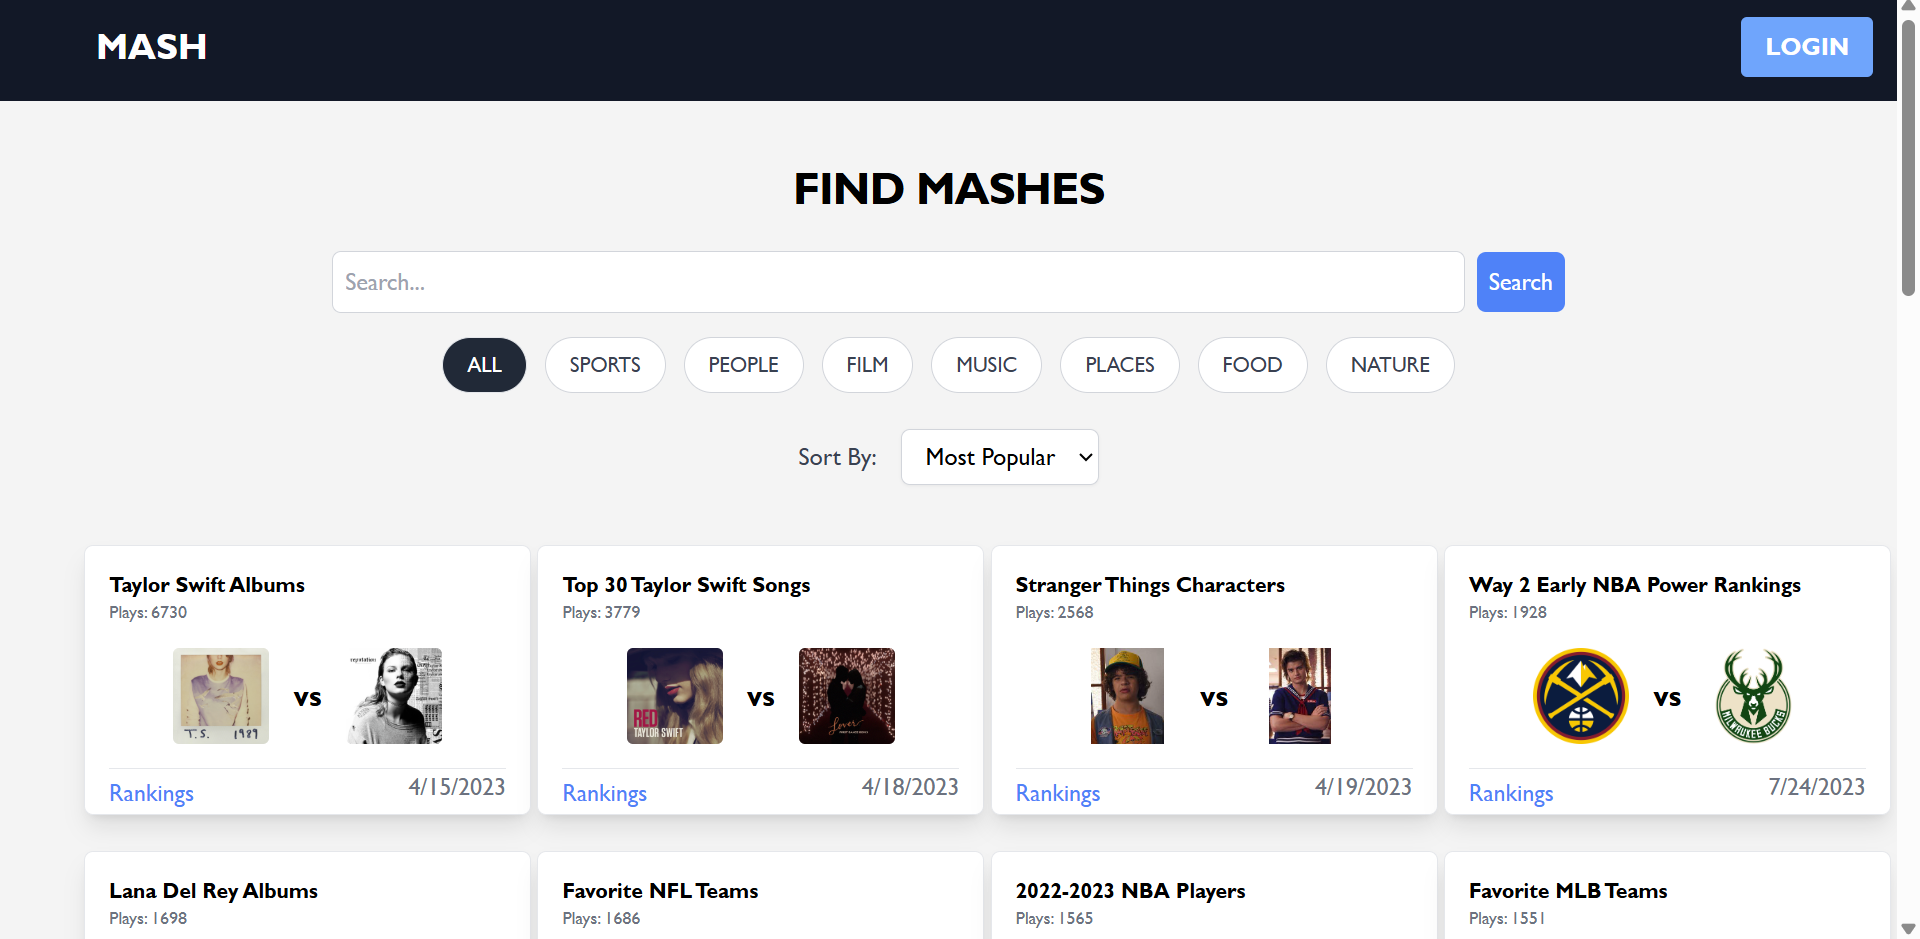 MASH
LOGIN
FIND MASHES
Search...
Search
ALL
SPORTS
PEOPLE
FILM
MUSIC
PLACES
FOOD
NATURE
Sort By:
Most Popular
Taylor Swift Albums
Plays: 6730
T.S. 1989
vs
reputation
Rankings
4/15/2023
Top 30 Taylor Swift Songs
Plays: 3779
RED
TAYLOR SWIFT
vs
Lover
Rankings
4/18/2023
Stranger Things Characters
Plays: 2568
vs
Rankings
4/19/2023
Way 2 Early NBA Power Rankings
Plays: 1928
vs
MILWAUKEE BUCKS
Rankings
7/24/2023
Lana Del Rey Albums
Plays: 1698
Favorite NFL Teams
Plays: 1686
2022-2023 NBA Players
Plays: 1565
Favorite MLB Teams
Plays: 1551